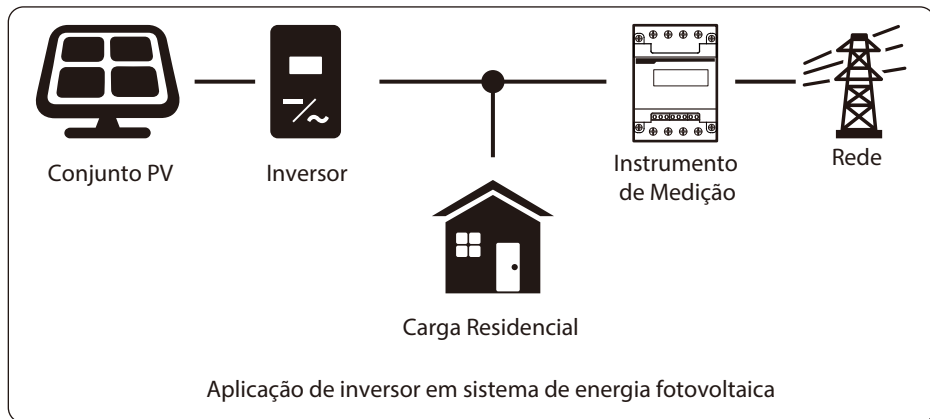 Conjunto PV
Inversor
Instrumento
de Medição
Rede
Carga Residencial
Aplicação de inversor em sistema de energia fotovoltaica